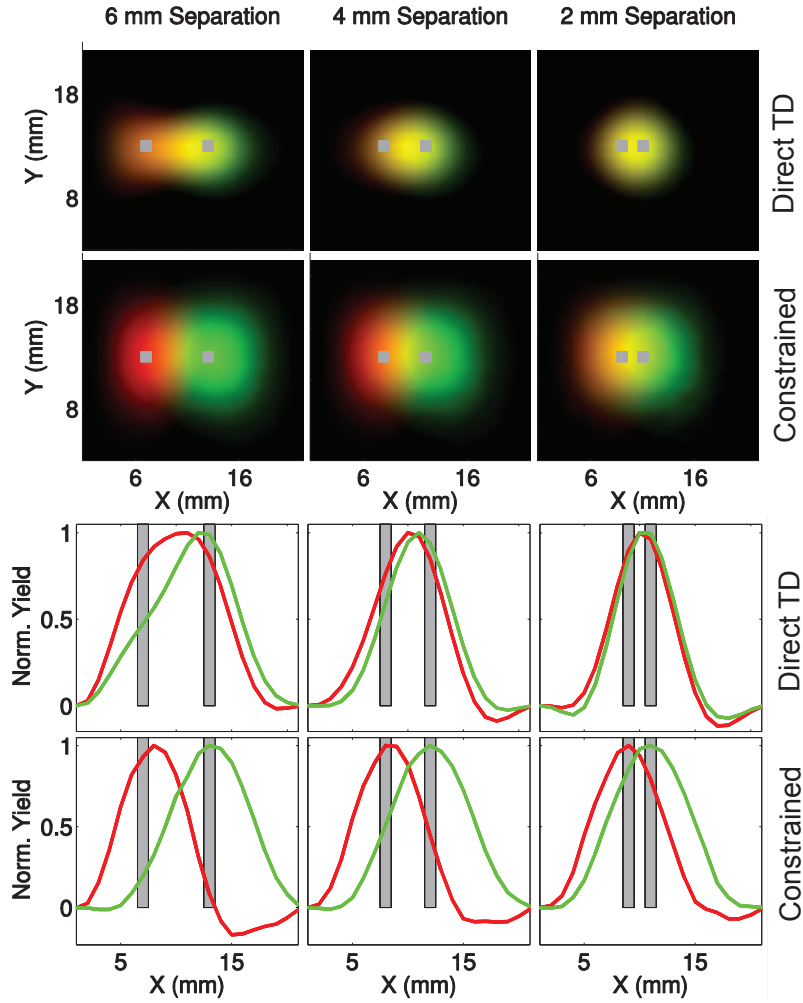 6 mm Separation 4 mm Separation 2 mm Separation
18
8
Y (mm)
Direct TD
18
8
Y (mm)
Constrained
6 16 6 16 6 16
X (mm) X (mm) X (mm)
1
0.5
0
Norm. Yield
Direct TD
1
0.5
0
Norm. Yield
Constrained
5 15 5 15 5 15
X (mm) X (mm) X (mm)